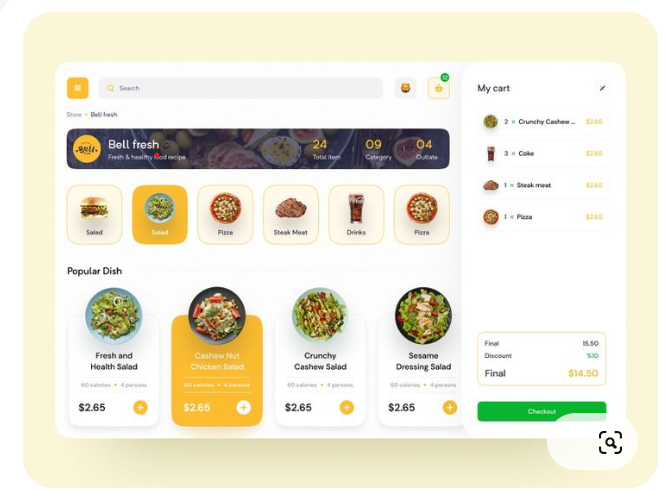 Search
Store • Bell fresh
Bell
Bell fresh
Fresh & healthy food recipe
24
Total item
09
Category
04
Outlate
Salad
Salad
Pizza
Steak Meat
Drinks
Pizza
Popular Dish
Fresh and
Health Salad
60 calories • 4 persons
$2.65
+
Cashew Nut
Chicken Salad
60 calories • 4 persons
$2.65
+
Crunchy
Cashew Salad
60 calories • 4 persons
$2.65
+
Sesame
Dressing Salad
60 calories • 4 persons
$2.65
+
My cart
2 × Crunchy Cashew ... $2.65
3 × Coke $2.65
1 × Steak meat $2.65
1 × Pizza $2.65
Final 15.50
Discount %10
Final $14.50
Checkout